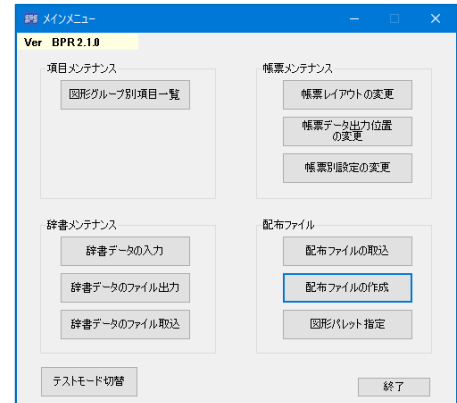 SPS メインメニュー
Ver BPR 2.1.0
項目メンテナンス
図形グループ別項目一覧
帳票メンテナンス
帳票レイアウトの変更
帳票データ出力位置
の変更
帳票別設定の変更
辞書メンテナンス
辞書データの入力
辞書データのファイル出力
辞書データのファイル取込
配布ファイル
配布ファイルの取込
配布ファイルの作成
図形パレット指定
テストモード切替
終了